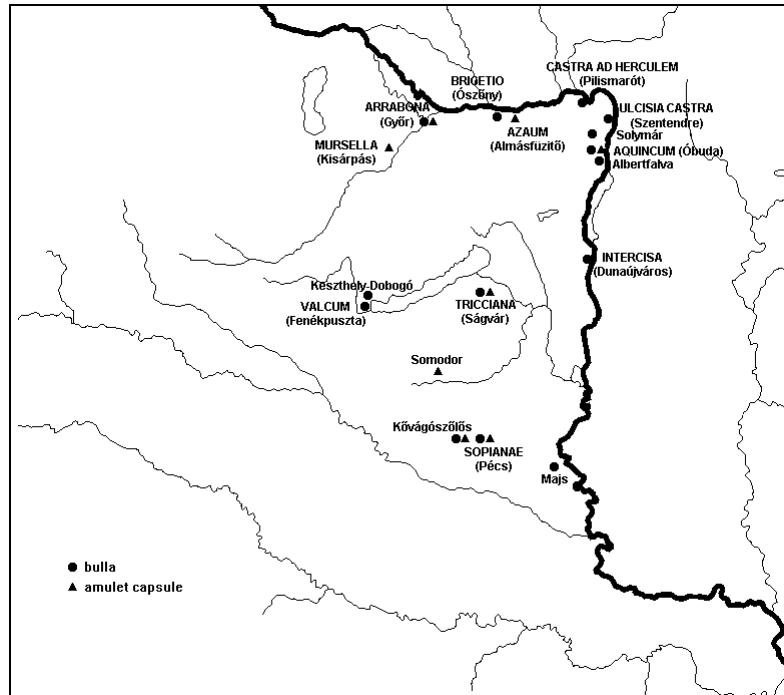 CASTRA AD HERCULEM
(Pilismarót)
BRIGETIO
(Ószőny)
ARRABONA
(Győr)
ULCISIA CASTRA
(Szentendre)
AZAUM
(Almásfüzitő)
Solymár
MURSELLA
(Kisárpás)
AQUINCUM (Óbuda)
Albertfalva
INTERCISA
(Dunaújváros)
Keszthely-Dobogó
VALCUM
(Fenékpuszta)
TRICCIANA
(Ságvár)
Somodor
Kővágószőlős
SOPIANAE
(Pécs)
Majs
bulla
amulet capsule